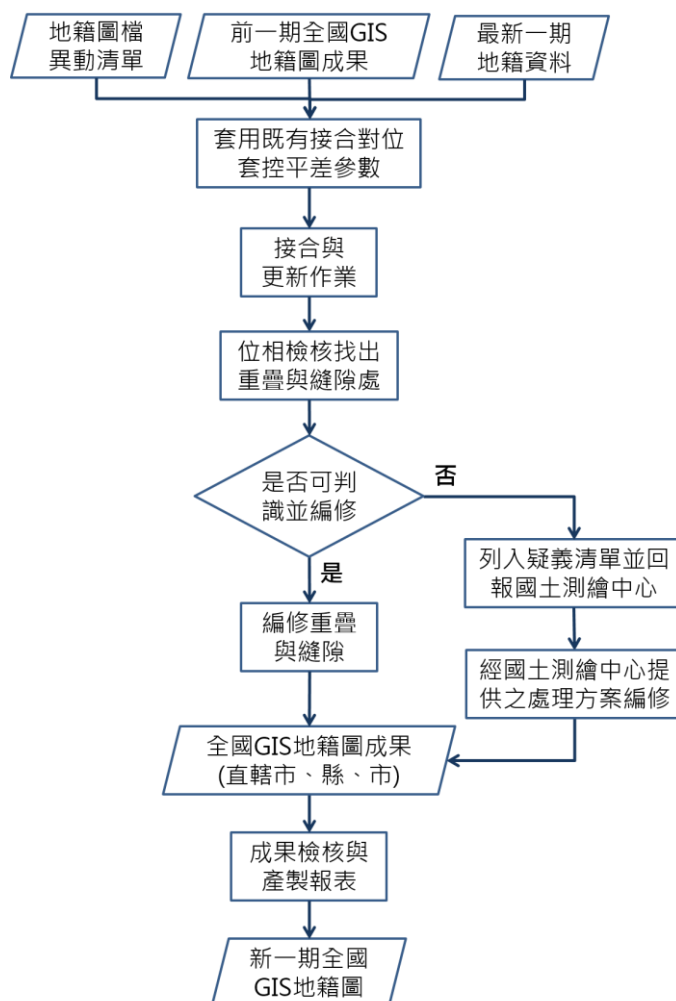 地籍圖檔
異動清單
前一期全國GIS
地籍圖成果
最新一期
地籍資料
套用既有接合對位
套控平差參數
接合與
更新作業
位相檢核找出
重疊與縫隙處
是否可判
識並編修
否
是
列入疑義清單並回
報國土測繪中心
編修重疊
與縫隙
經國土測繪中心提
供之處理方案編修
全國GIS地籍圖成果
(直轄市、縣、市)
成果檢核與
產製報表
新一期全國
GIS地籍圖